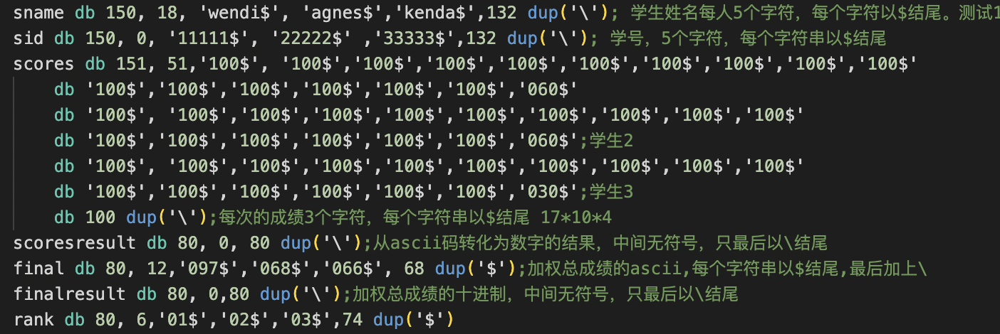 sname db 150, 18, 'wendi$', 'agnes$','kenda$',132 dup('\'); 学生姓名每人5个字符，每个字符以$结尾。测试1
sid db 150, 0, '11111$', '22222$' ,'33333$',132 dup('\'); 学号，5个字符，每个字符串以$结尾
scores db 151, 51,'100$', '100$','100$','100$','100$','100$','100$','100$','100$','100$'
db '100$','100$','100$','100$','100$','100$','060$'
db '100$', '100$','100$','100$','100$','100$','100$','100$','100$','100$'
db '100$','100$','100$','100$','100$','100$','060$';学生2
db '100$', '100$','100$','100$','100$','100$','100$','100$','100$','100$'
db '100$','100$','100$','100$','100$','100$','030$';学生3
db 100 dup('\');每次的成绩3个字符，每个字符串以$结尾 17*10*4
scoresresult db 80, 0, 80 dup('\');从ascii码转化为数字的结果，中间无符号，只最后以\结尾
final db 80, 12,'097$','068$','066$', 68 dup('$');加权总成绩的ascii,每个字符串以$结尾,最后加上\
finalresult db 80, 0,80 dup('\');加权总成绩的十进制，中间无符号，只最后以\结尾
rank db 80, 6,'01$','02$','03$',74 dup('$')